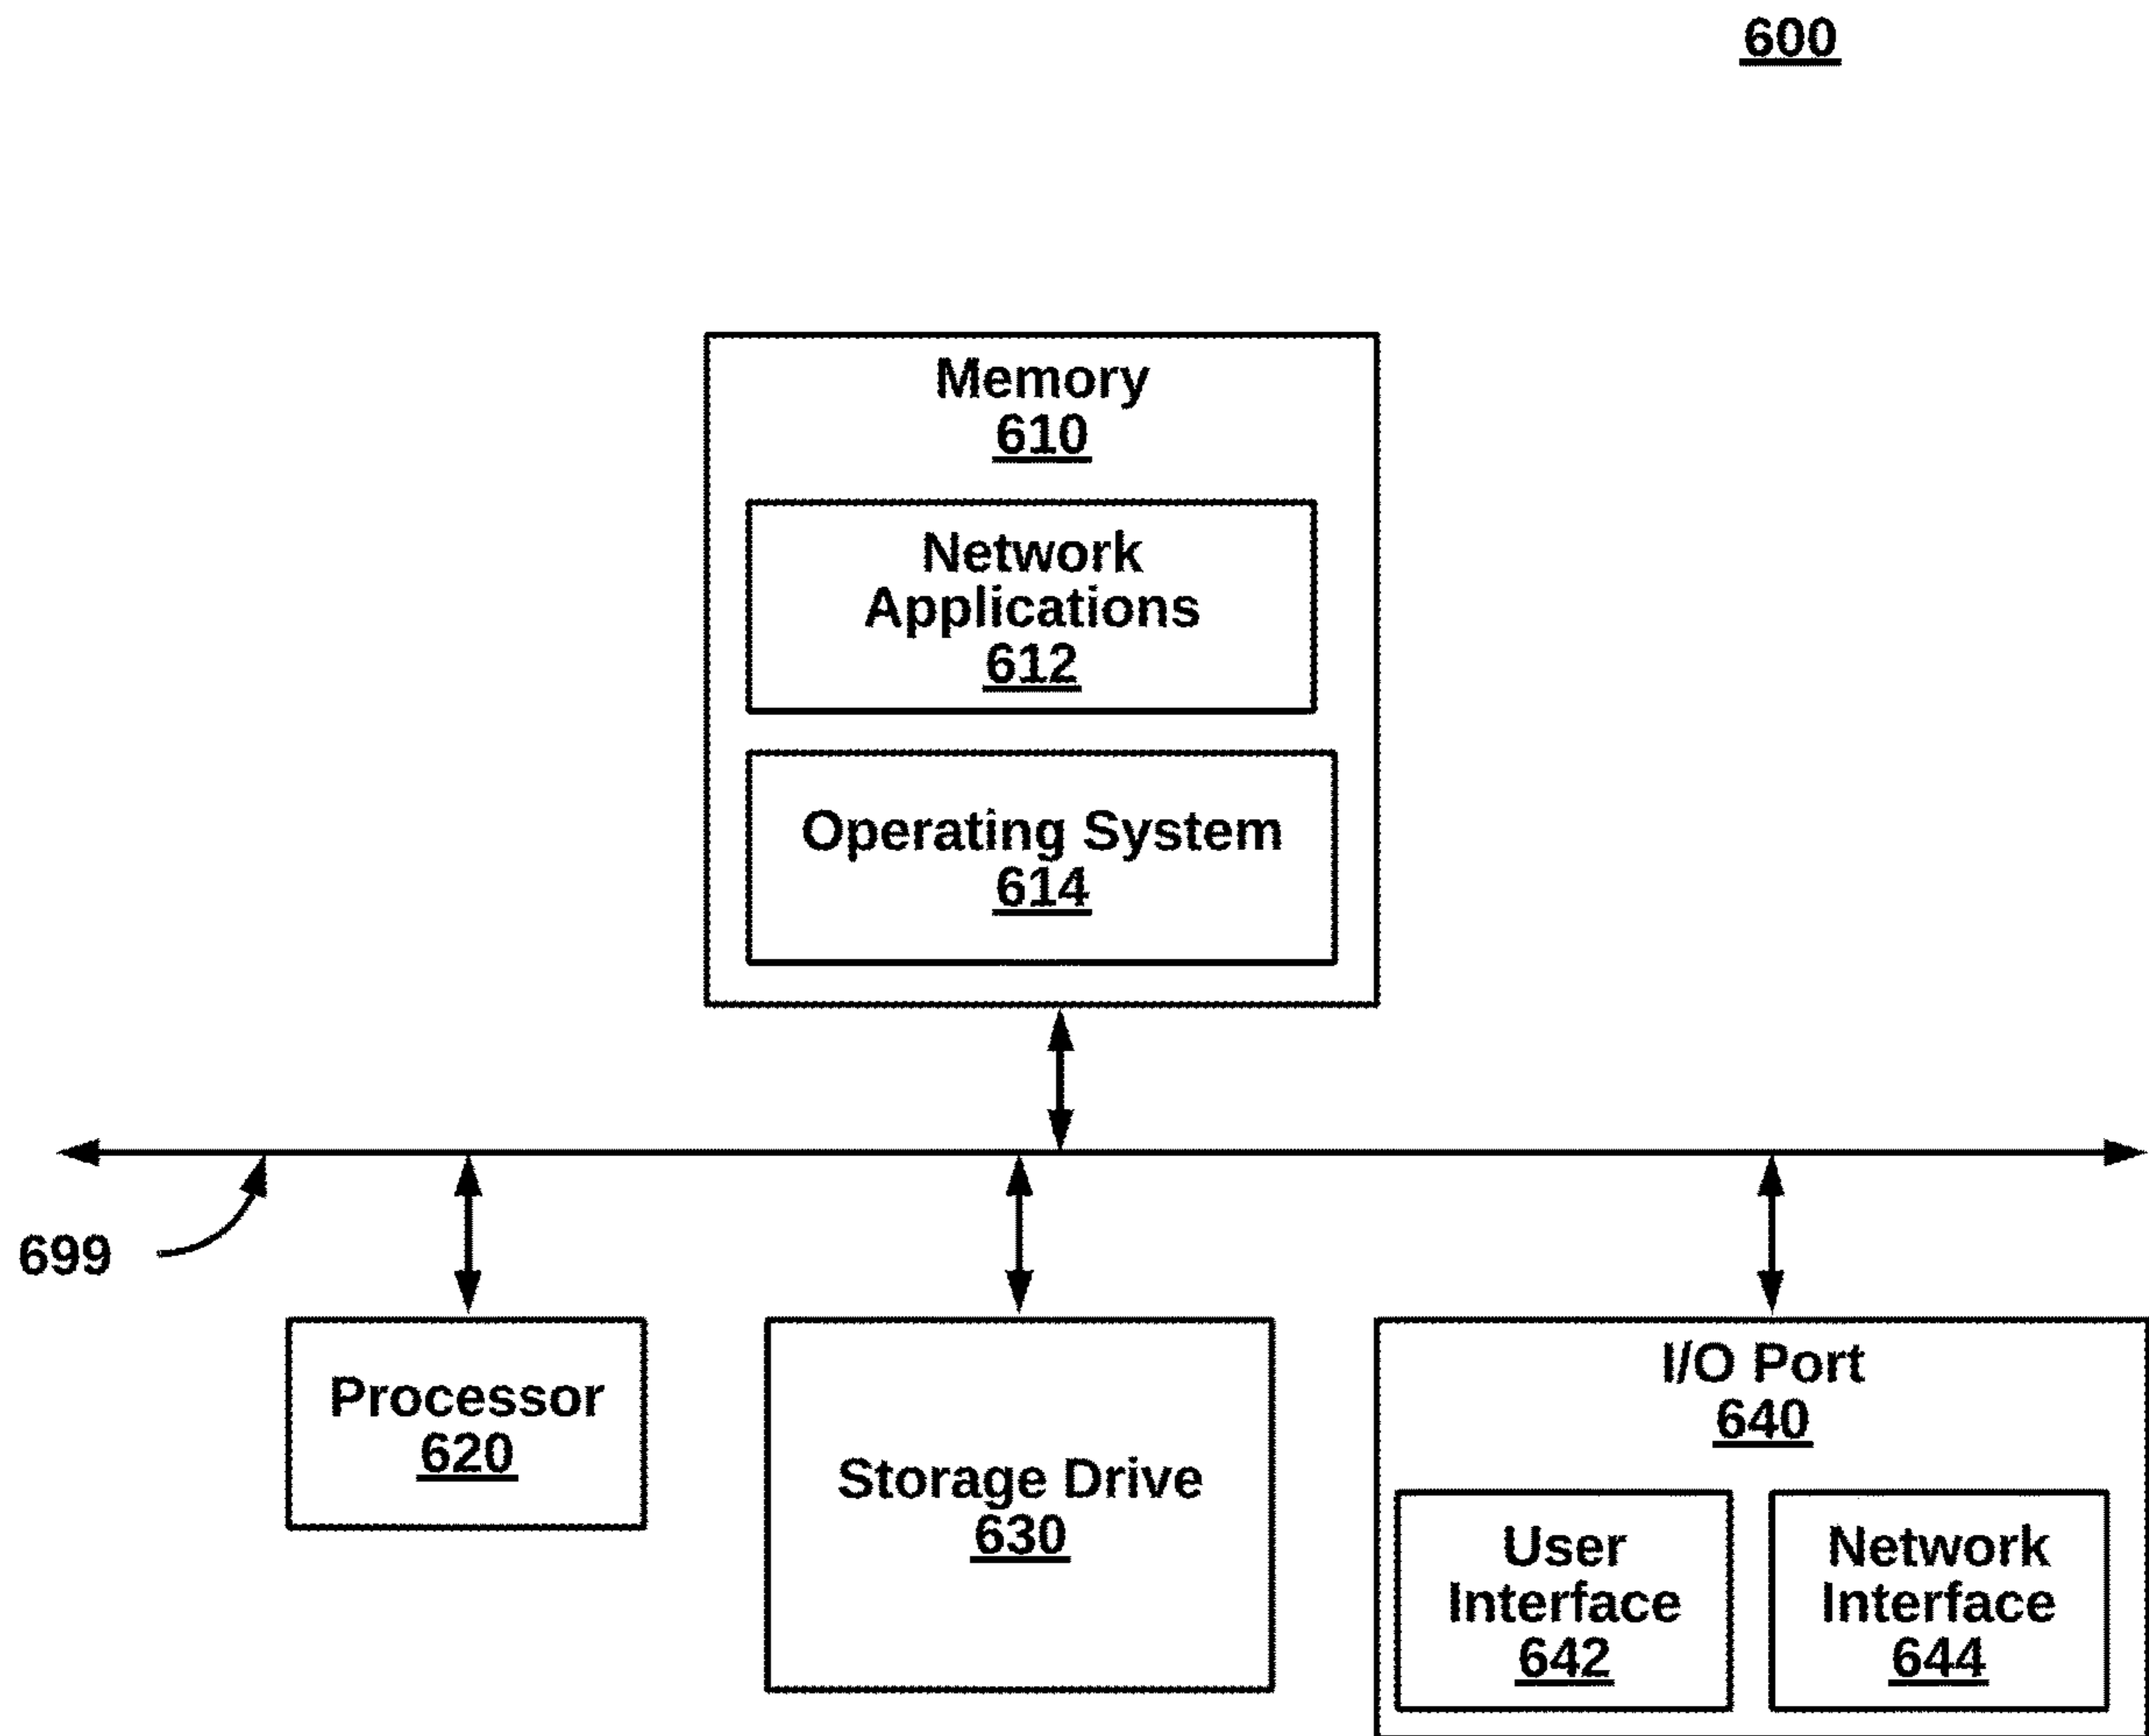 600
Memory
610
Network
Applications
612
Operating System
614
699
Processor
620
Storage Drive
630
I/O Port
640
User
Interface
642
Network
Interface
644